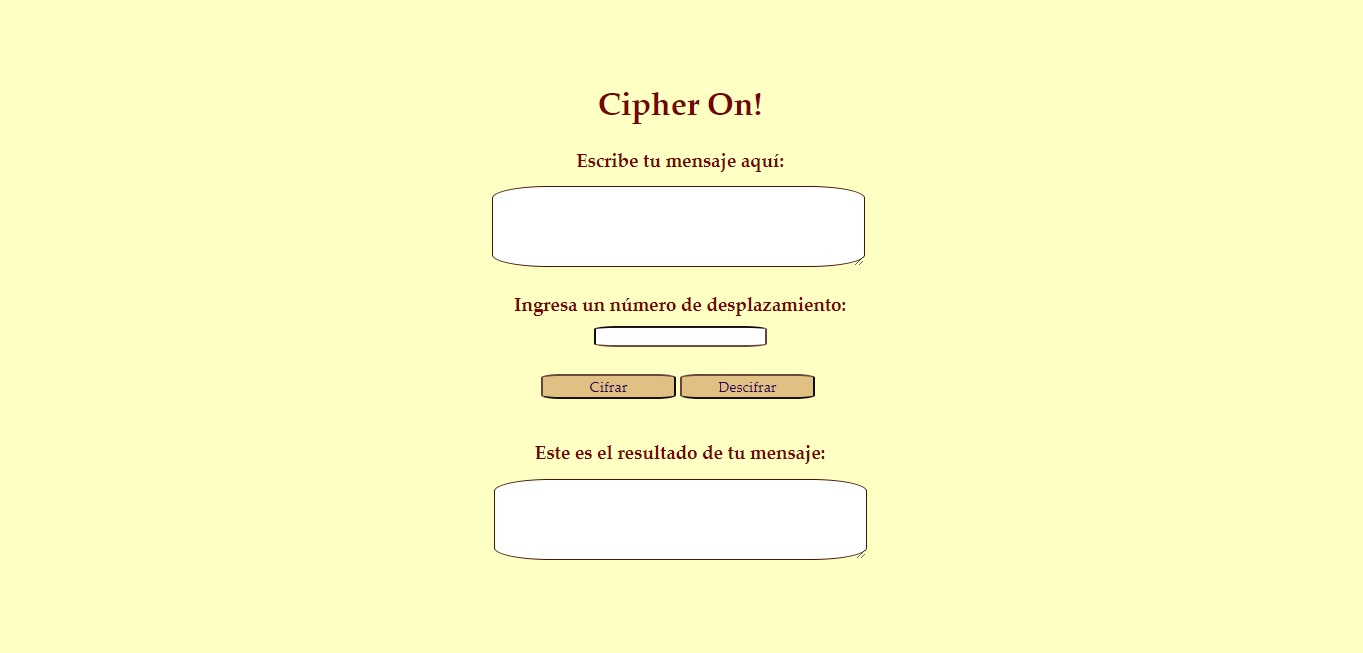 Cipher On!
Escribe tu mensaje aquí:
Ingresa un número de desplazamiento:
Cifrar Descifrar
Este es el resultado de tu mensaje: